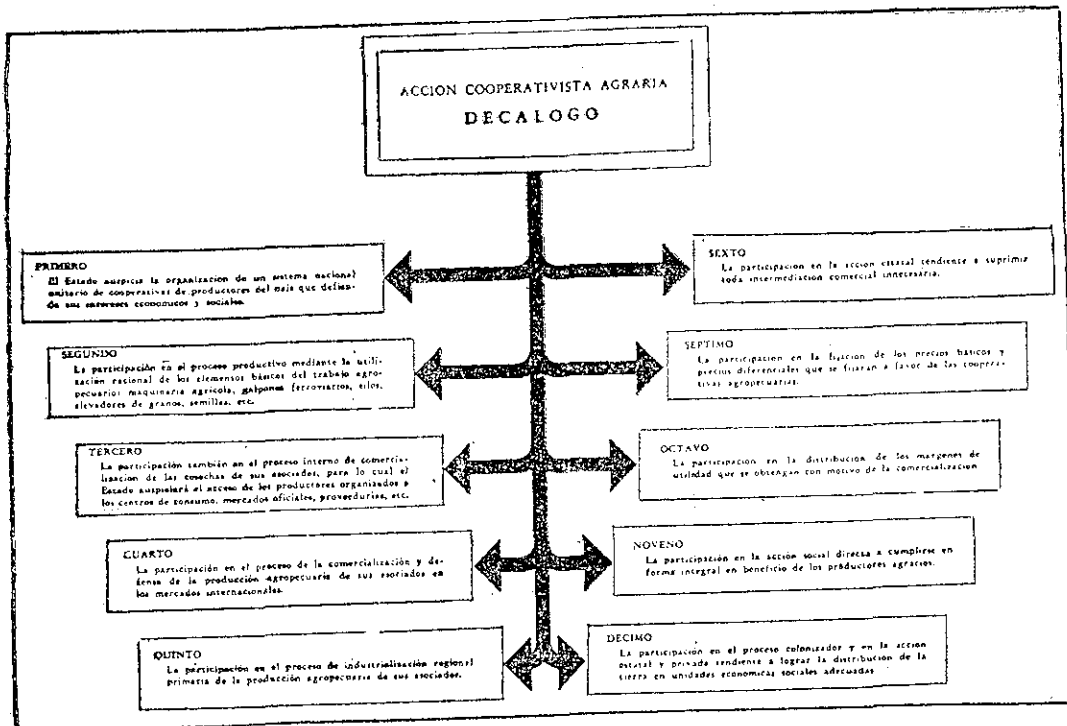 ACCION COOPERATIVISTA AGRARIA
DECALOGO
PRIMERO
El Estado auspicia la organización de un sistema nacional
unitario de cooperativas de productores del país que defien-
da sus intereses económicos y sociales.
SEGUNDO
La participación en el proceso productivo mediante la utili-
zación racional de los elementos básicos del trabajo agro-
pecuario: maquinaria agrícola, galpones ferroviarios, silos,
elevadores de granos, semillas, etc.
TERCERO
La participación también en el proceso interno de comercia-
lización de las cosechas de sus asociados, para lo cual el
Estado auspiciará el acceso de los productores organizados a
los centros de consumo, mercados oficiales, proveedurías, etc.
CUARTO
La participación en el proceso de la comercialización y de-
fensa de la producción agropecuaria de sus asociados en
los mercados internacionales.
QUINTO
La participación en el proceso de industrialización regional
primaria de la producción agropecuaria de sus asociados.
SEXTO
La participación en la acción estatal tendiente a suprimir
toda intermediación comercial innecesaria.
SEPTIMO
La participación en la fijación de los precios básicos y
precios diferenciales que se fijaran a favor de las coopera-
tivas agropecuarias.
OCTAVO
La participación en la distribución de los margenes de
utilidad que se obtengan con motivo de la comercialización
NOVENO
La participación en la acción social directa a cumplirse en
forma integral en beneficio de los productores agrarios.
DECIMO
La participación en el proceso colonizador y en la acción
estatal y privada tendiente a lograr la distribución de la
tierra en unidades economicas sociales adecuadas